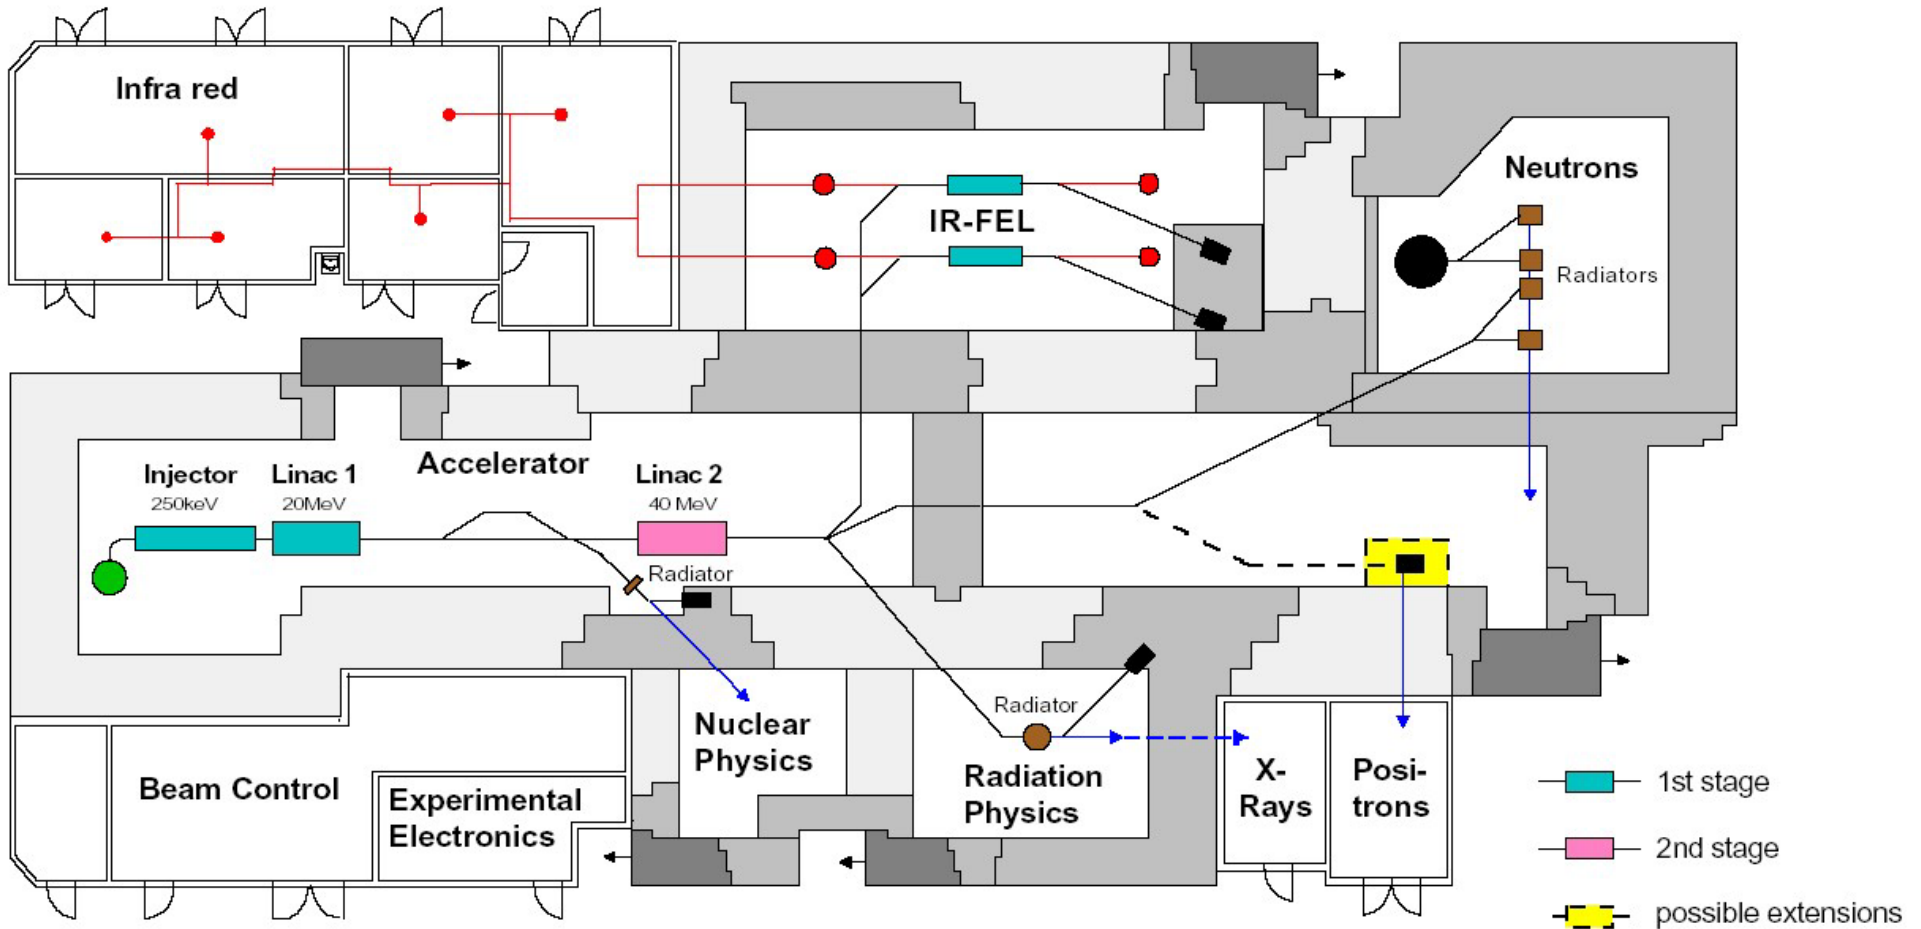 Infra red
Neutrons
IR-FEL
Radiators
Accelerator
Injector
250keV
Linac 1
20MeV
Linac 2
40 MeV
Radiator
Nuclear
Physics
Radiator
Radiation
Physics
X-
Rays
Posi-
trons
Beam Control
Experimental
Electronics
1st stage
2nd stage
possible extensions